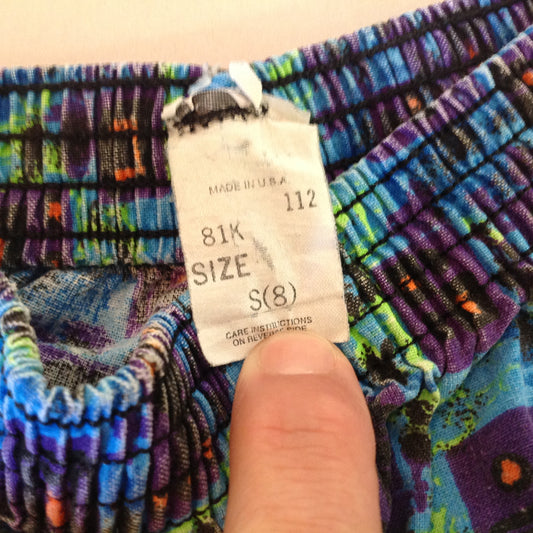 MADE IN U.S.A.
112
81K
SIZE
S(8)
CARE INSTRUCTIONS
ON REVERSE SIDE